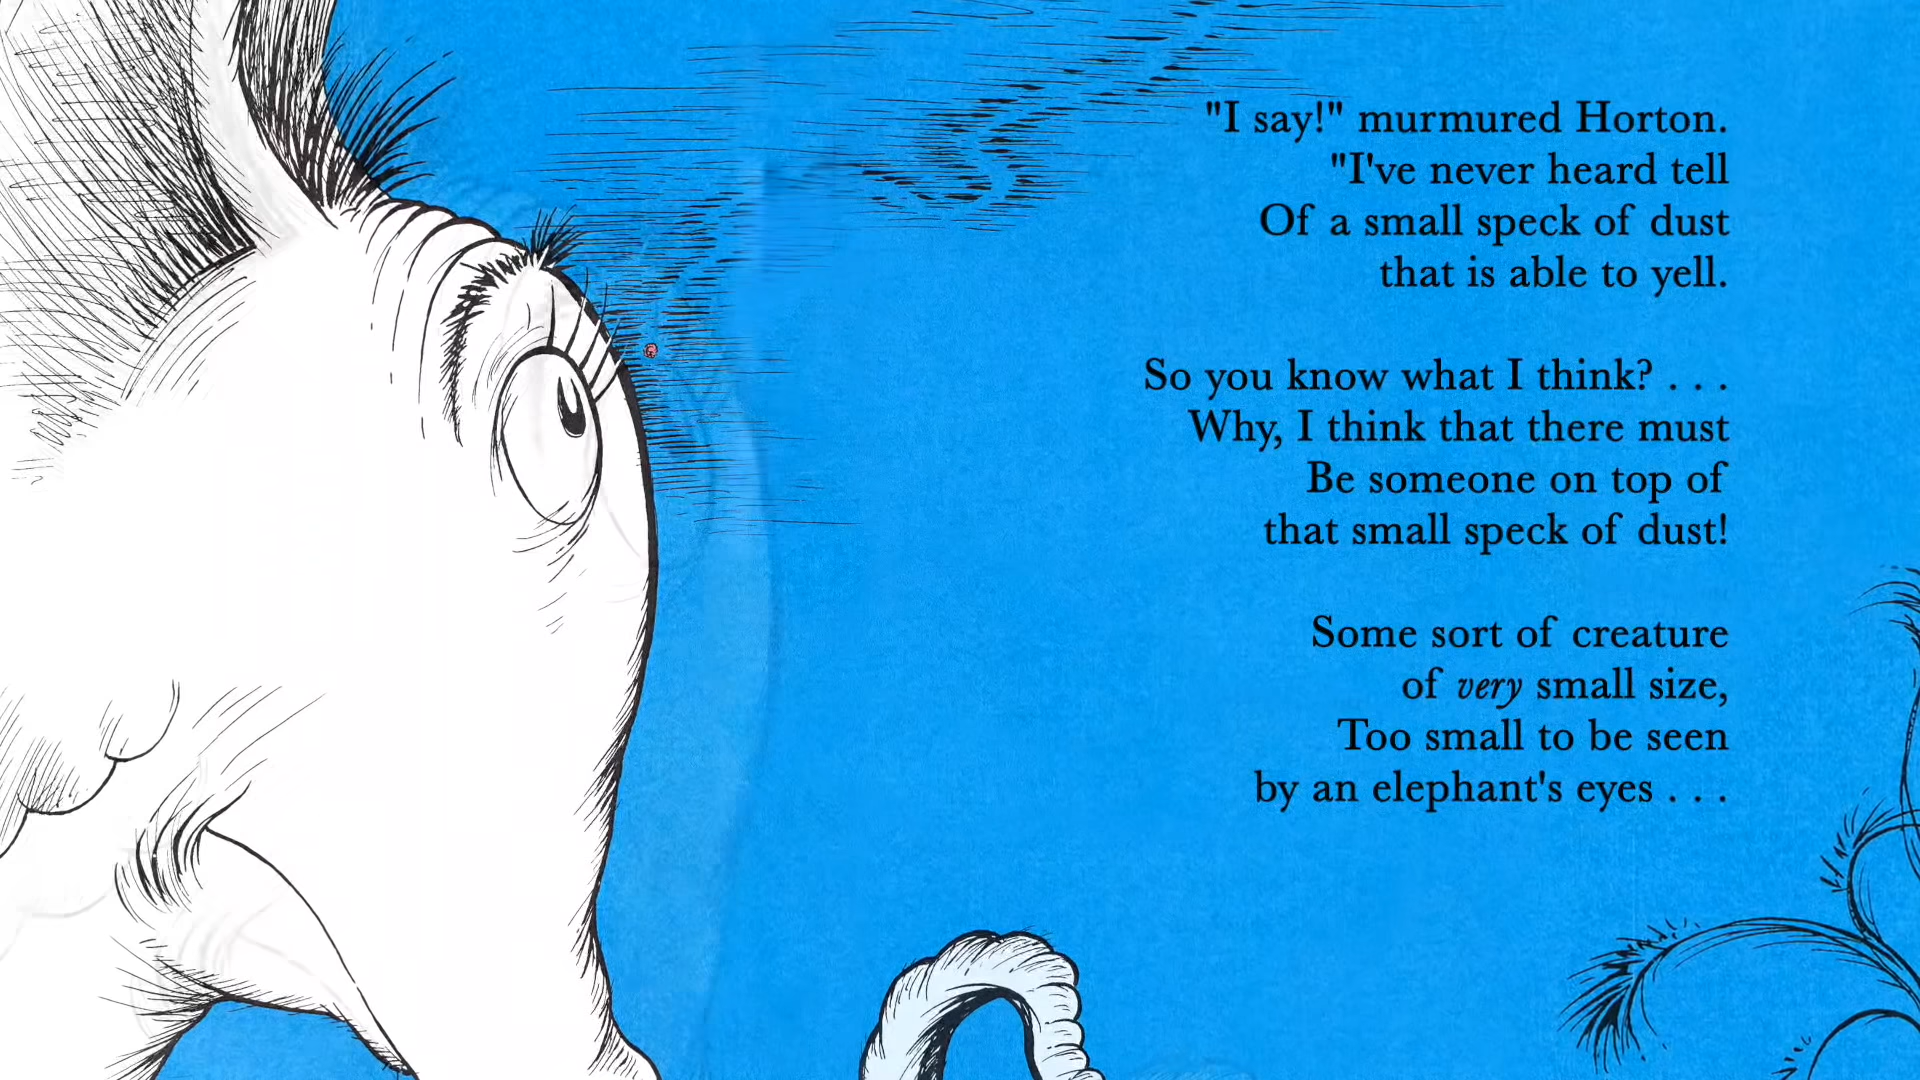 "I say!" murmured Horton.
"I've never heard tell
Of a small speck of dust
that is able to yell.
So you know what I think? . . .
Why, I think that there must
Be someone on top of
that small speck of dust!
Some sort of creature
of very small size,
Too small to be seen
by an elephant's eyes . . .